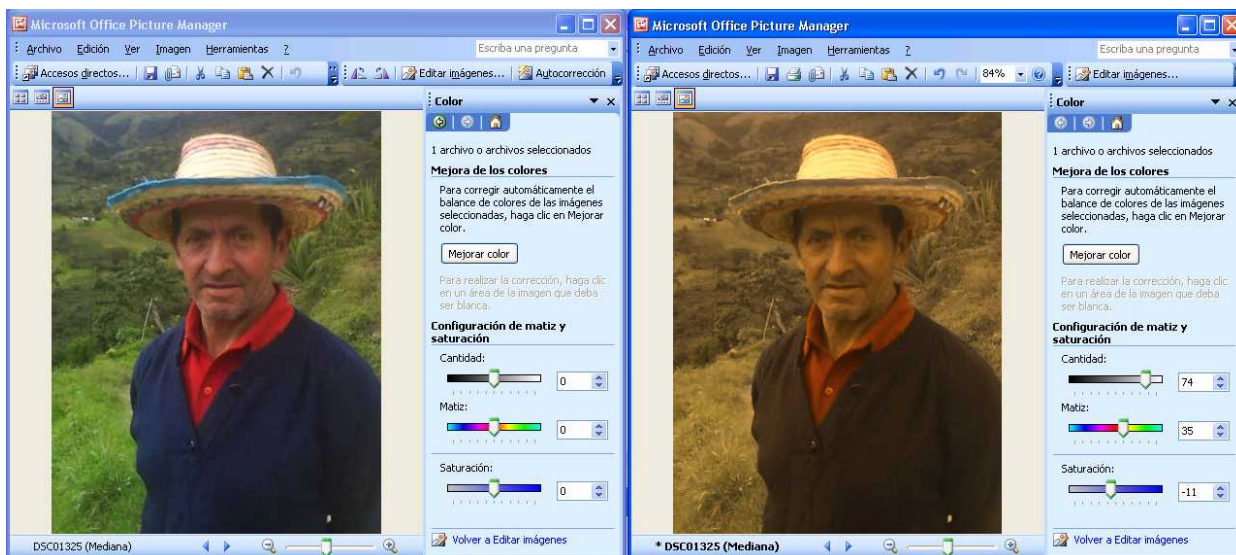 Microsoft Office Picture Manager
Archivo Edición Ver Imagen Herramientas ? Escriba una pregunta
Accesos directos... Editar imágenes... Autocorrección
Color
1 archivo o archivos seleccionados
Mejora de los colores
Para corregir automáticamente el
balance de colores de las imágenes
seleccionadas, haga clic en Mejorar
color.
Mejorar color
Para realizar la corrección, haga clic
en un área de la imagen que deba
ser blanca.
Configuración de matiz y
saturación
Cantidad:
0
Matiz:
0
Saturación:
0
Volver a Editar imágenes
DSC01325 (Mediana)
Microsoft Office Picture Manager
Archivo Edición Ver Imagen Herramientas ? Escriba una pregunta
Accesos directos... 84% Editar imágenes...
Color
1 archivo o archivos seleccionados
Mejora de los colores
Para corregir automáticamente el
balance de colores de las imágenes
seleccionadas, haga clic en Mejorar
color.
Mejorar color
Para realizar la corrección, haga clic
en un área de la imagen que deba
ser blanca.
Configuración de matiz y
saturación
Cantidad:
74
Matiz:
35
Saturación:
-11
Volver a Editar imágenes
* DSC01325 (Mediana)